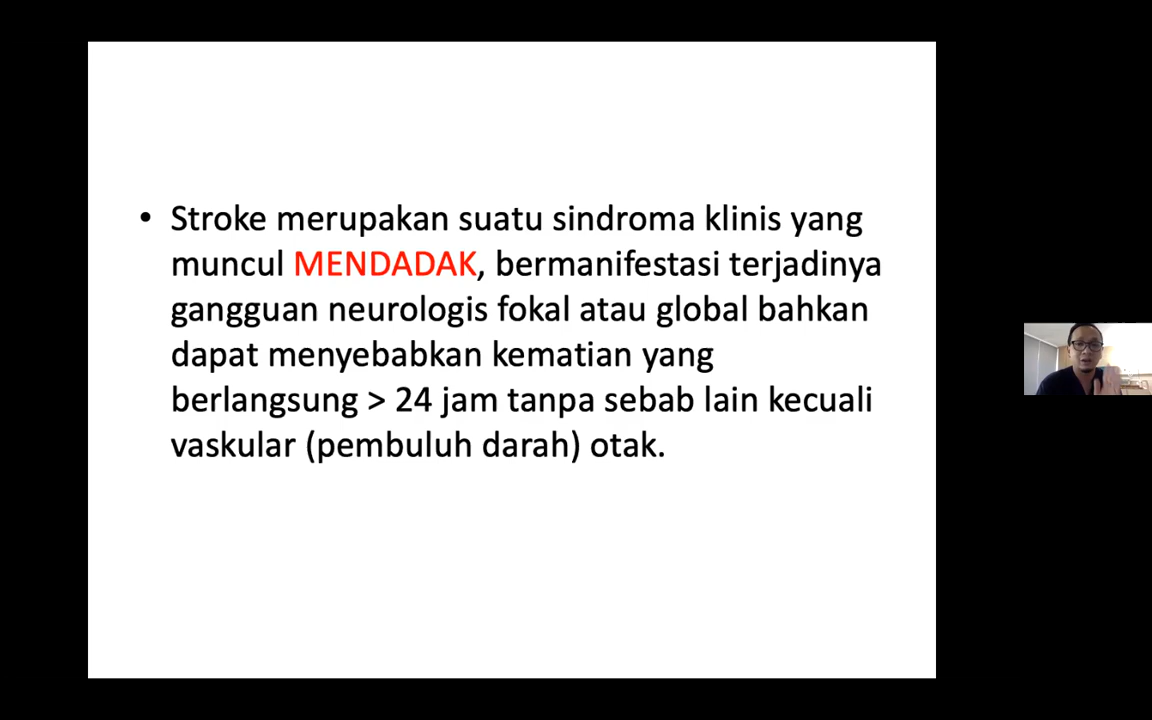 • Stroke merupakan suatu sindroma klinis yang
muncul MENDADAK, bermanifestasi terjadinya
gangguan neurologis fokal atau global bahkan
dapat menyebabkan kematian yang
berlangsung > 24 jam tanpa sebab lain kecuali
vaskular (pembuluh darah) otak.